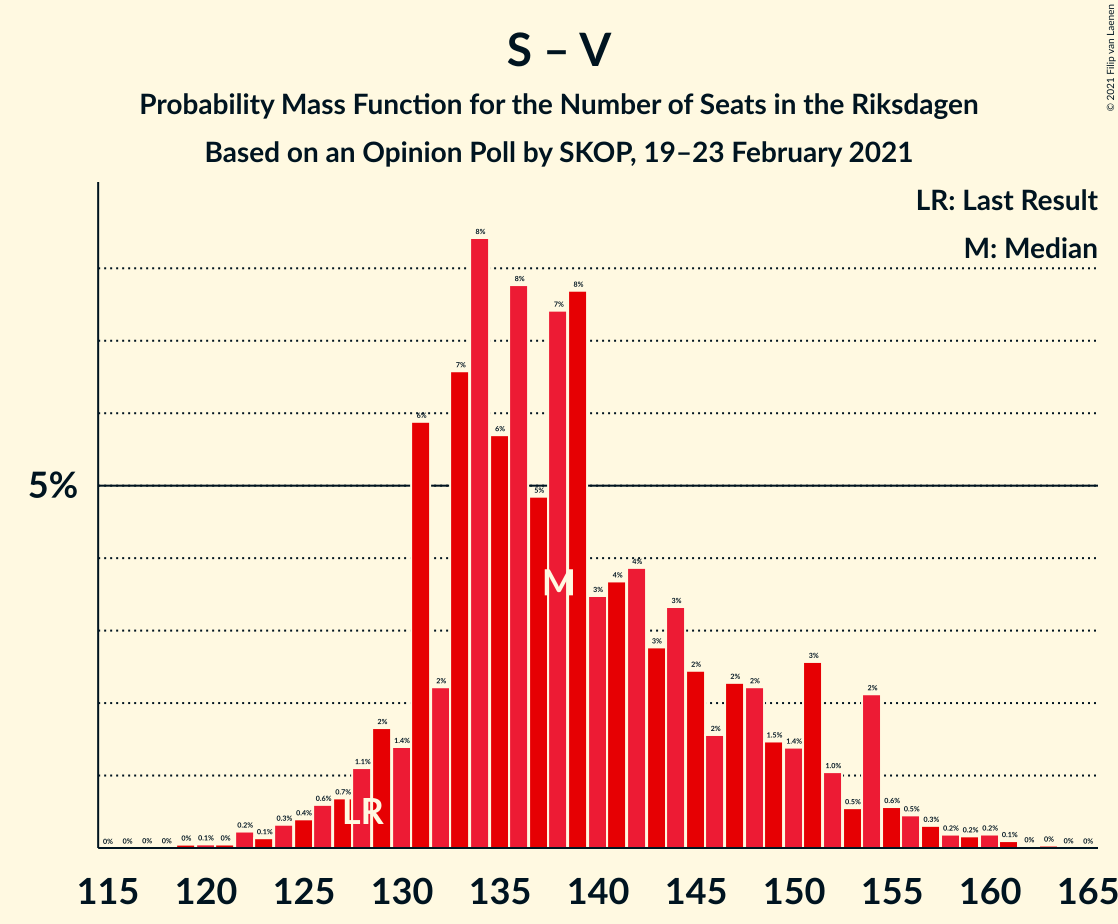 S – V
Probability Mass Function for the Number of Seats in the Riksdagen
Based on an Opinion Poll by SKOP, 19–23 February 2021
© 2021 Filip van Laenen
LR: Last Result
M: Median
5%
0% 0% 0% 0% 0% 0.1% 0% 0.2% 0.1% 0.3% 0.4% 0.6% 0.7% 1.1% 2% 1.4% 6% 2% 7% 8% 6% 8% 5% 7% 8% 3% 4% 4% 3% 3% 2% 2% 2% 2% 1.5% 1.4% 3% 1.0% 0.5% 2% 0.6% 0.5% 0.3% 0.2% 0.2% 0.2% 0.1% 0% 0% 0% 0%
M
LR
115 120 125 130 135 140 145 150 155 160 165